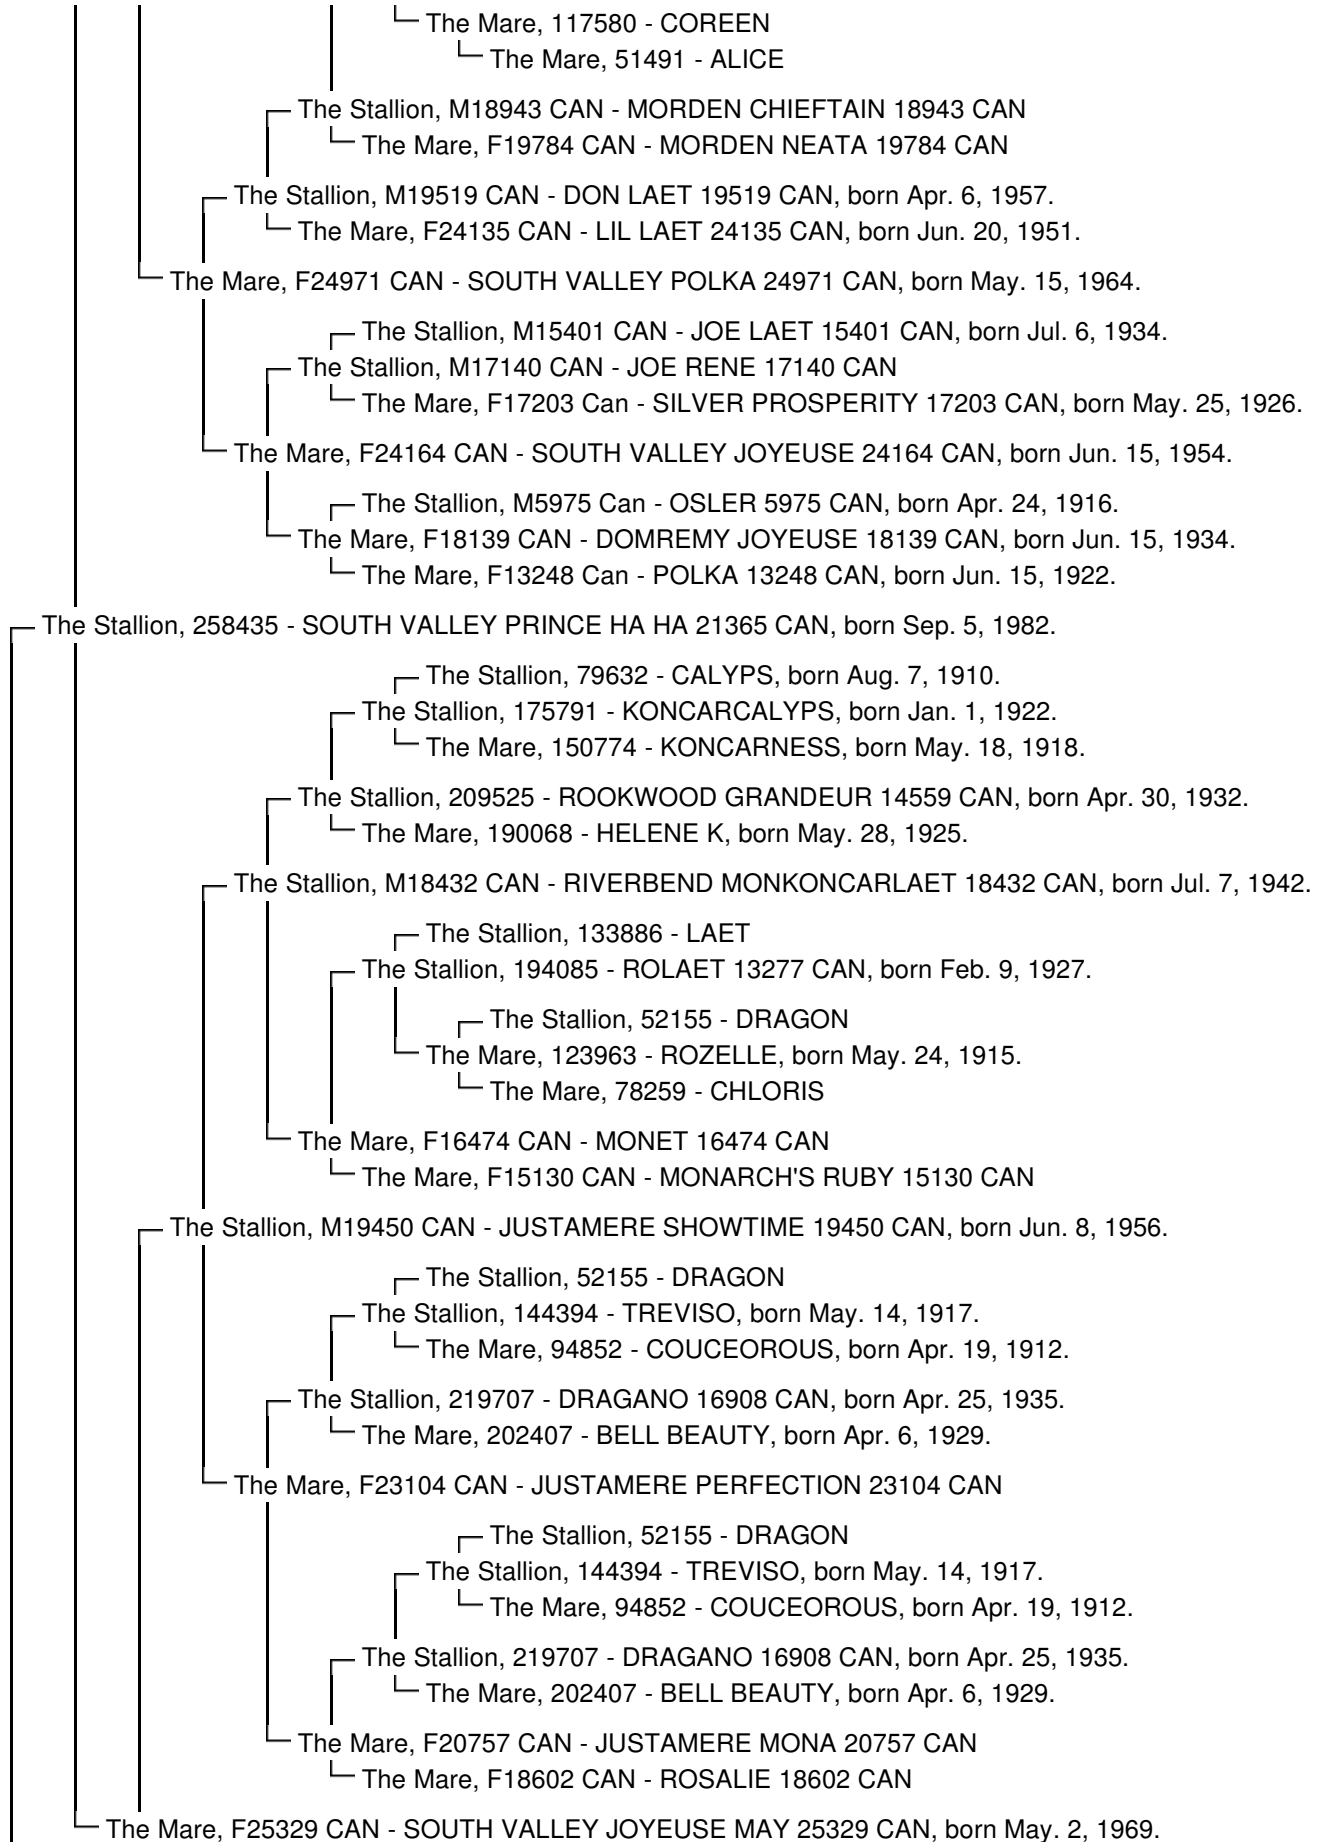 The Mare, 117580 - COREEN
The Mare, 51491 - ALICE
The Stallion, M18943 CAN - MORDEN CHIEFTAIN 18943 CAN
The Mare, F19784 CAN - MORDEN NEATA 19784 CAN
The Stallion, M19519 CAN - DON LAET 19519 CAN, born Apr. 6, 1957.
The Mare, F24135 CAN - LIL LAET 24135 CAN, born Jun. 20, 1951.
The Mare, F24971 CAN - SOUTH VALLEY POLKA 24971 CAN, born May. 15, 1964.
The Stallion, M15401 CAN - JOE LAET 15401 CAN, born Jul. 6, 1934.
The Stallion, M17140 CAN - JOE RENE 17140 CAN
The Mare, F17203 Can - SILVER PROSPERITY 17203 CAN, born May. 25, 1926.
The Mare, F24164 CAN - SOUTH VALLEY JOYEUSE 24164 CAN, born Jun. 15, 1954.
The Stallion, M5975 Can - OSLER 5975 CAN, born Apr. 24, 1916.
The Mare, F18139 CAN - DOMREMY JOYEUSE 18139 CAN, born Jun. 15, 1934.
The Mare, F13248 Can - POLKA 13248 CAN, born Jun. 15, 1922.
The Stallion, 258435 - SOUTH VALLEY PRINCE HA HA 21365 CAN, born Sep. 5, 1982.
The Stallion, 79632 - CALYPS, born Aug. 7, 1910.
The Stallion, 175791 - KONCARCALYPS, born Jan. 1, 1922.
The Mare, 150774 - KONCARNESS, born May. 18, 1918.
The Stallion, 209525 - ROOKWOOD GRANDEUR 14559 CAN, born Apr. 30, 1932.
The Mare, 190068 - HELENE K, born May. 28, 1925.
The Stallion, M18432 CAN - RIVERBEND MONKONCARLAET 18432 CAN, born Jul. 7, 1942.
The Stallion, 133886 - LAET
The Stallion, 194085 - ROLAET 13277 CAN, born Feb. 9, 1927.
The Stallion, 52155 - DRAGON
The Mare, 123963 - ROZELLE, born May. 24, 1915.
The Mare, 78259 - CHLORIS
The Mare, F16474 CAN - MONET 16474 CAN
The Mare, F15130 CAN - MONARCH'S RUBY 15130 CAN
The Stallion, M19450 CAN - JUSTAMERE SHOWTIME 19450 CAN, born Jun. 8, 1956.
The Stallion, 52155 - DRAGON
The Stallion, 144394 - TREVISO, born May. 14, 1917.
The Mare, 94852 - COUCEOROUS, born Apr. 19, 1912.
The Stallion, 219707 - DRAGANO 16908 CAN, born Apr. 25, 1935.
The Mare, 202407 - BELL BEAUTY, born Apr. 6, 1929.
The Mare, F23104 CAN - JUSTAMERE PERFECTION 23104 CAN
The Stallion, 52155 - DRAGON
The Stallion, 144394 - TREVISO, born May. 14, 1917.
The Mare, 94852 - COUCEOROUS, born Apr. 19, 1912.
The Stallion, 219707 - DRAGANO 16908 CAN, born Apr. 25, 1935.
The Mare, 202407 - BELL BEAUTY, born Apr. 6, 1929.
The Mare, F20757 CAN - JUSTAMERE MONA 20757 CAN
The Mare, F18602 CAN - ROSALIE 18602 CAN
The Mare, F25329 CAN - SOUTH VALLEY JOYEUSE MAY 25329 CAN, born May. 2, 1969.